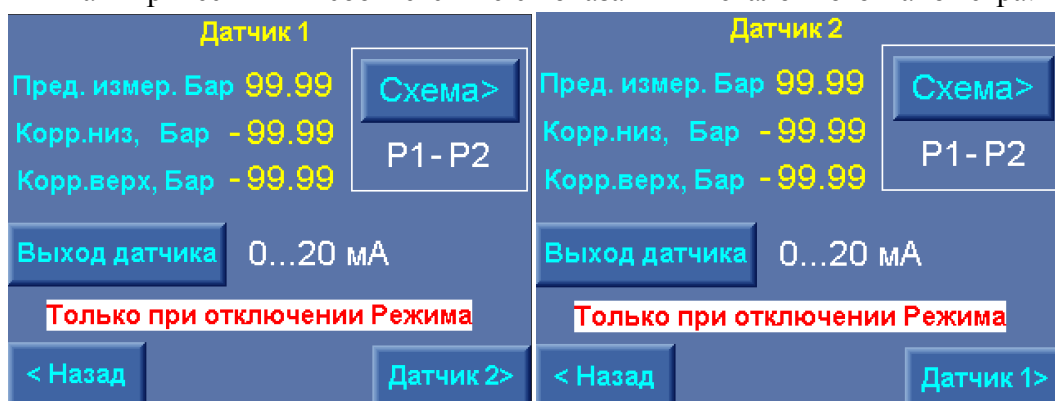 Датчик 1
Пред. измер. Бар 99.99
Корр.низ, Бар -99.99
Корр.верх, Бар -99.99
Схема>
P1-P2
Выход датчика 0...20 мА
Только при отключении Режима
< Назад
Датчик 2>
Датчик 2
Пред. измер. Бар 99.99
Корр.низ, Бар -99.99
Корр.верх, Бар -99.99
Схема>
P1-P2
Выход датчика 0...20 мА
Только при отключении Режима
< Назад
Датчик 1>